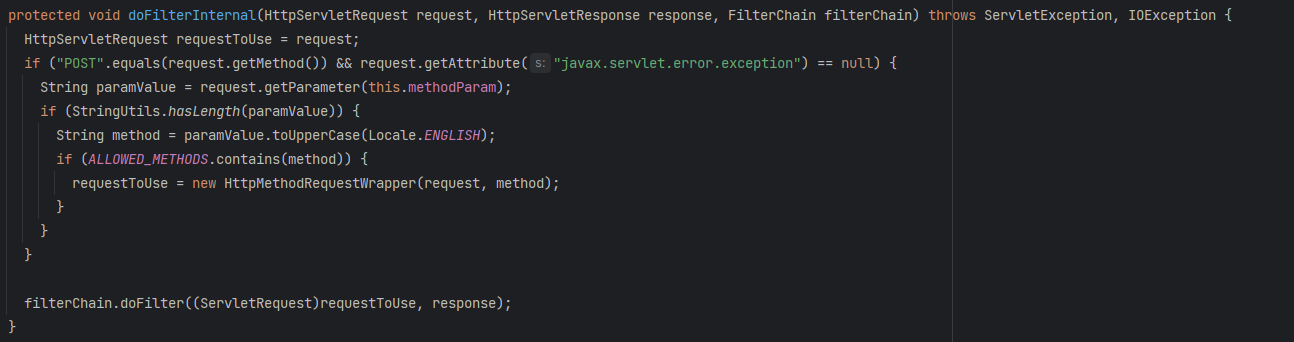 protected void doFilterInternal(HttpServletRequest request, HttpServletResponse response, FilterChain filterChain) throws ServletException, IOException {
  HttpServletRequest requestToUse = request;
  if ("POST".equals(request.getMethod()) && request.getAttribute( s: "javax.servlet.error.exception") == null) {
    String paramValue = request.getParameter(this.methodParam);
    if (StringUtils.hasLength(paramValue)) {
      String method = paramValue.toUpperCase(Locale.ENGLISH);
      if (ALLOWED_METHODS.contains(method)) {
        requestToUse = new HttpMethodRequestWrapper(request, method);
      }
    }
  }

  filterChain.doFilter((ServletRequest)requestToUse, response);
}